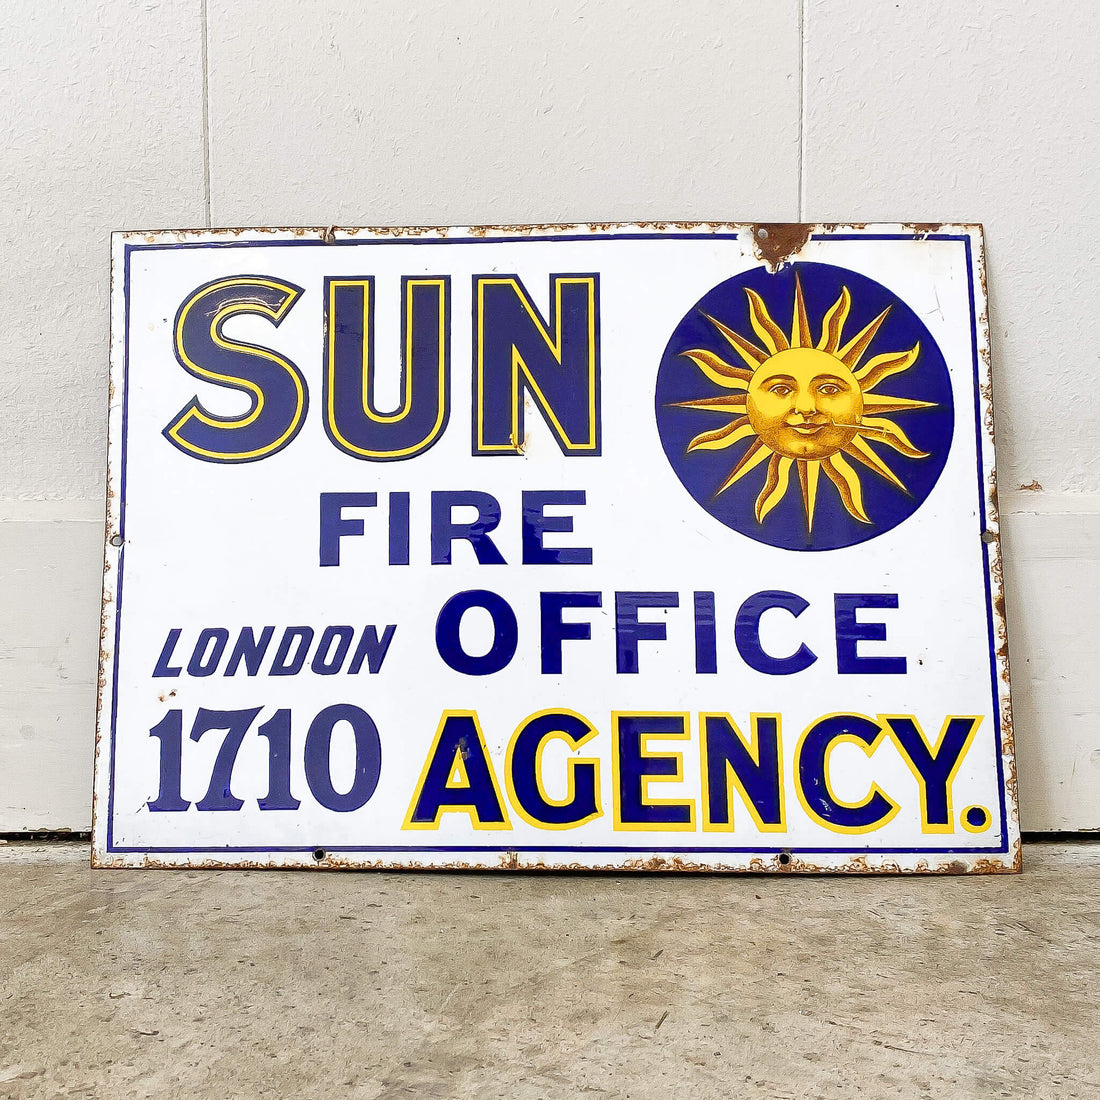 SUN
FIRE
OFFICE
LONDON
1710
AGENCY.